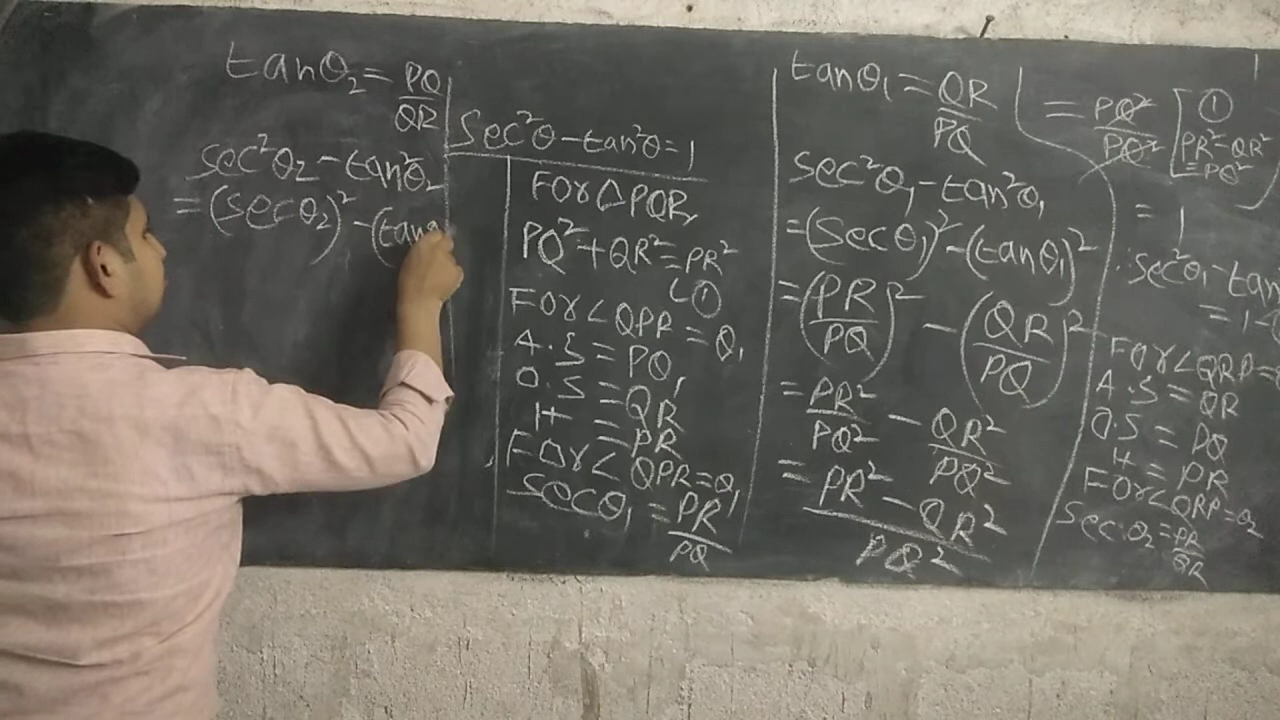 tanθ₂ = PQ/QR
sec²θ₂ - tan²θ₂
= (secθ₂)² - (tanθ
sec²θ - tan²θ = 1
For △PQR,
PQ² + QR² = PR²
①
For ∠QPR = θ₁
A.S = PQ
O.S = QR
H = PR
For ∠QPR = θ₁
secθ₁ = PR/PQ
tanθ₁ = QR/PQ
sec²θ₁ - tan²θ₁
= (secθ₁)² - (tanθ₁)²
= (PR/PQ)² - (QR/PQ)²
= PR²/PQ² - QR²/PQ²
= PR² - QR²/PQ²
= PQ²/PQ² [①
PR² - QR²
= PQ²]
= 1
∴ sec²θ₁ - tan
= 1
For ∠QRP =
A.S = QR
O.S = PQ
H = PR
For ∠QRP = θ₂
sec θ₂ = PR/QR